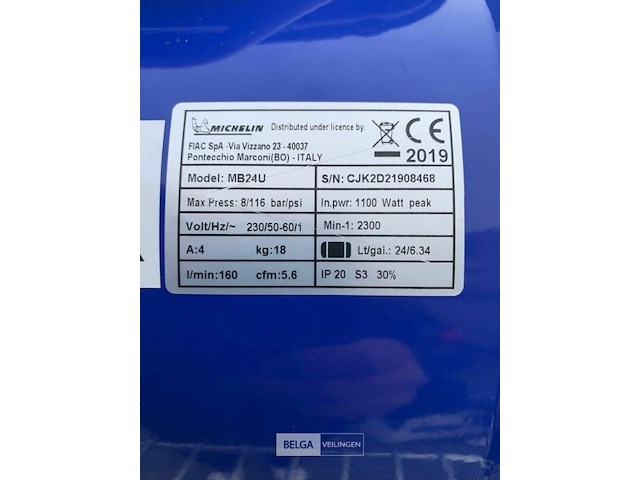 MICHELIN Distributed under licence by
FIAC SpA -Via Vizzano 23 - 40037
Pontecchio Marconi(BO) - ITALY
CE
2019
Model: MB24U S/N: CJK2D21908468
Max Press: 8/116 bar/psi In.pwr: 1100 Watt peak
Volt/Hz/~ 230/50-60/1 Min-1: 2300
A:4 kg:18 Lt/gal.: 24/6.34
l/min:160 cfm:5.6 IP 20 S3 30%
BELGA VEILINGEN